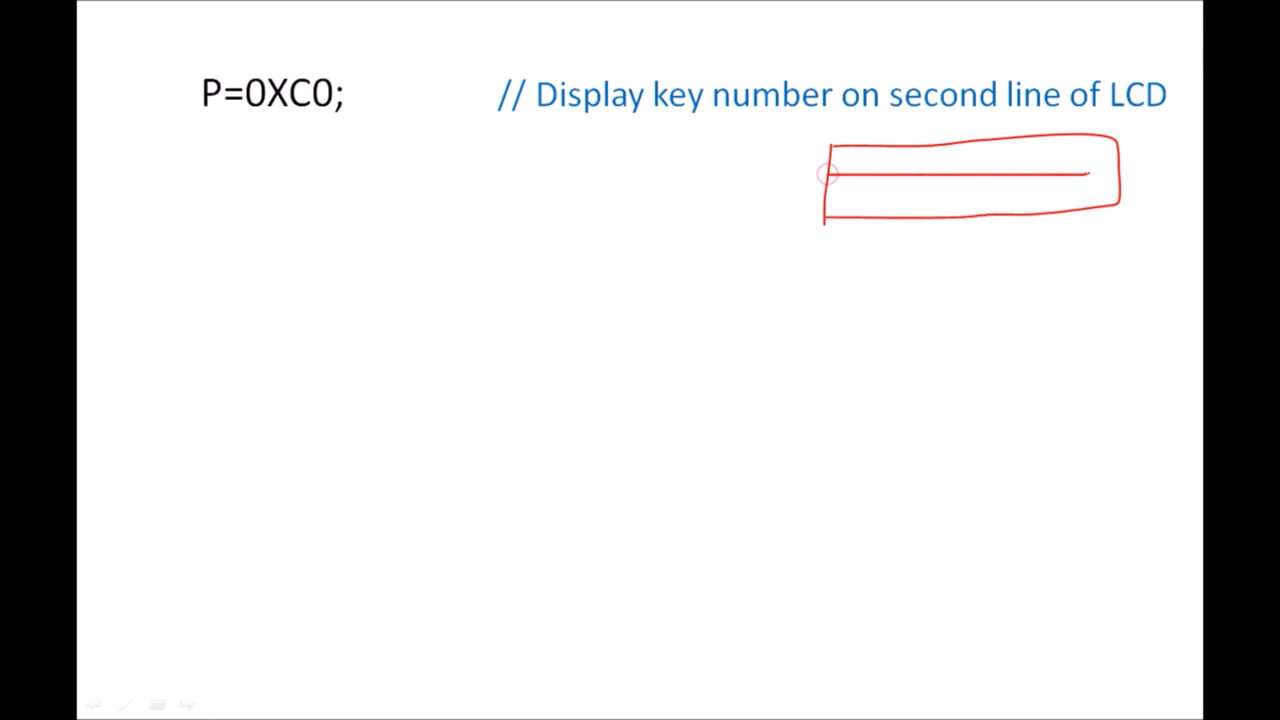 P=0XC0; // Display key number on second line of LCD